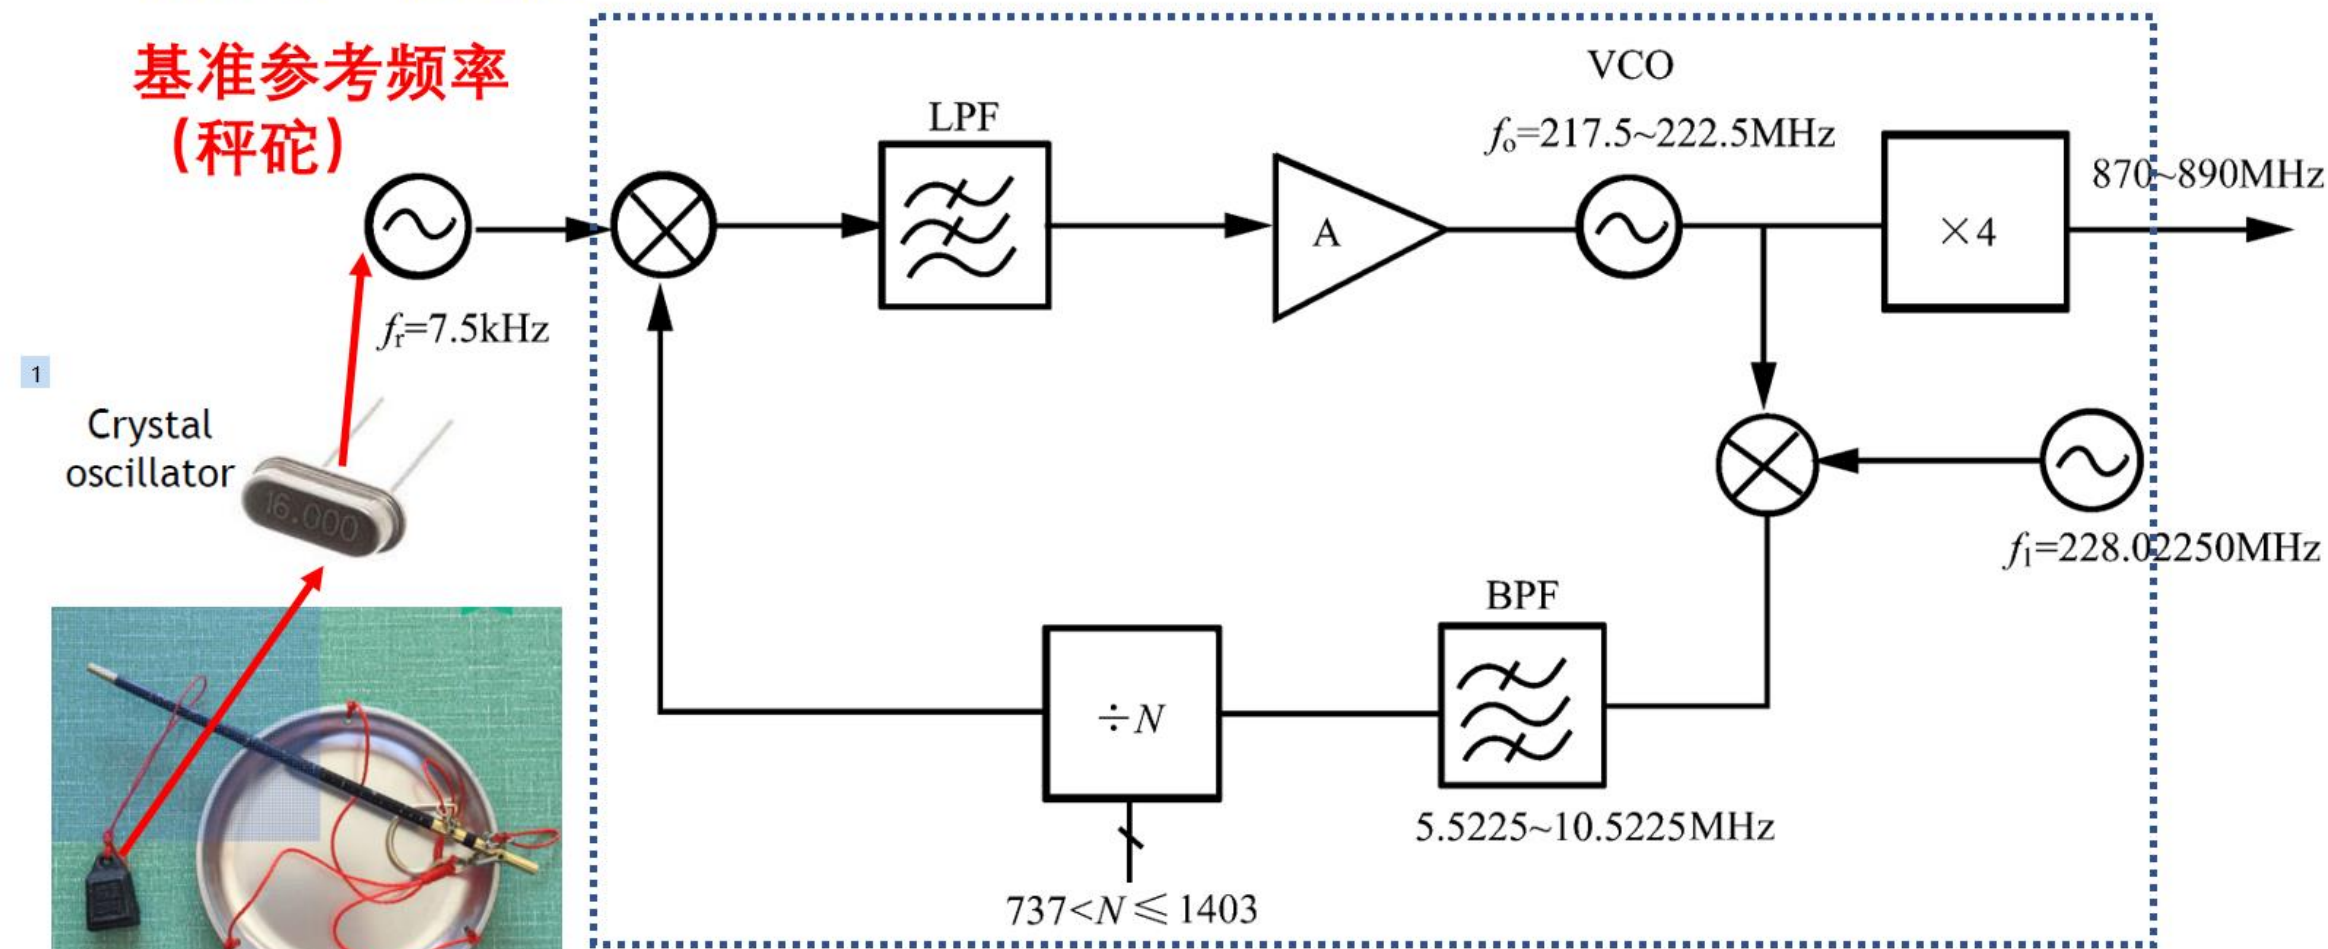 基准参考频率
（秤砣）
VCO
LPF
fo=217.5~222.5MHz
870~890MHz
A
×4
fr=7.5kHz
1
Crystal
oscillator
16.000
fl=228.02250MHz
BPF
÷N
5.5225~10.5225MHz
737<N≤1403